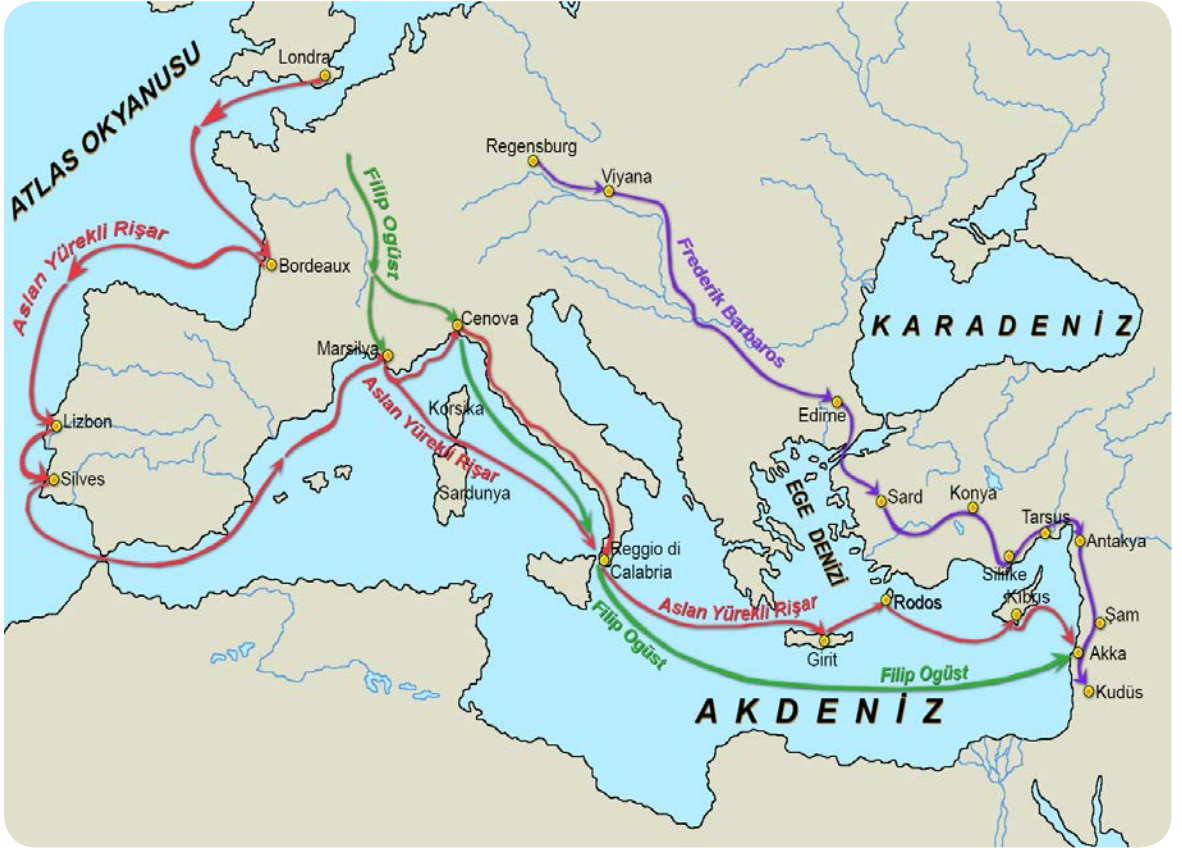 Londra
ATLAS OKYANUSU
Regensburg
Viyana
Filip Ogüst
Aslan Yürekli Rişar
Bordeaux
Frederik Barbaros
KARADENİZ
Cenova
Marsilya
Aslan Yürekli Rişar
Korsika
Edirne
Lizbon
Silves
Sardunya
EGE DENİZİ
Sard
Konya
Tarsus
Antakya
Reggio di
Calabria
Silifke
Kıbrıs
Rodos
Aslan Yürekli Rişar
Filip Ogüst
Şam
Girit
Akka
Filip Ogüst
Kudüs
AKDENİZ